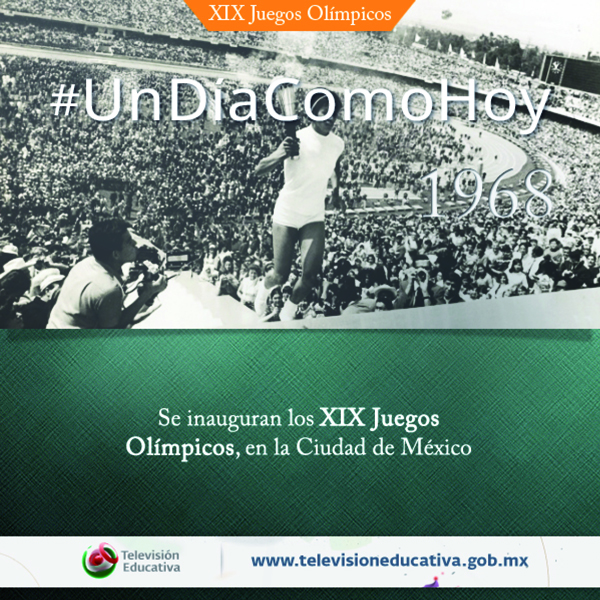 XIX Juegos Olímpicos
#UnDíaComoHoy
1968
Se inauguran los XIX Juegos
Olímpicos, en la Ciudad de México
Televisión
Educativa
www.televisioneducativa.gob.mx